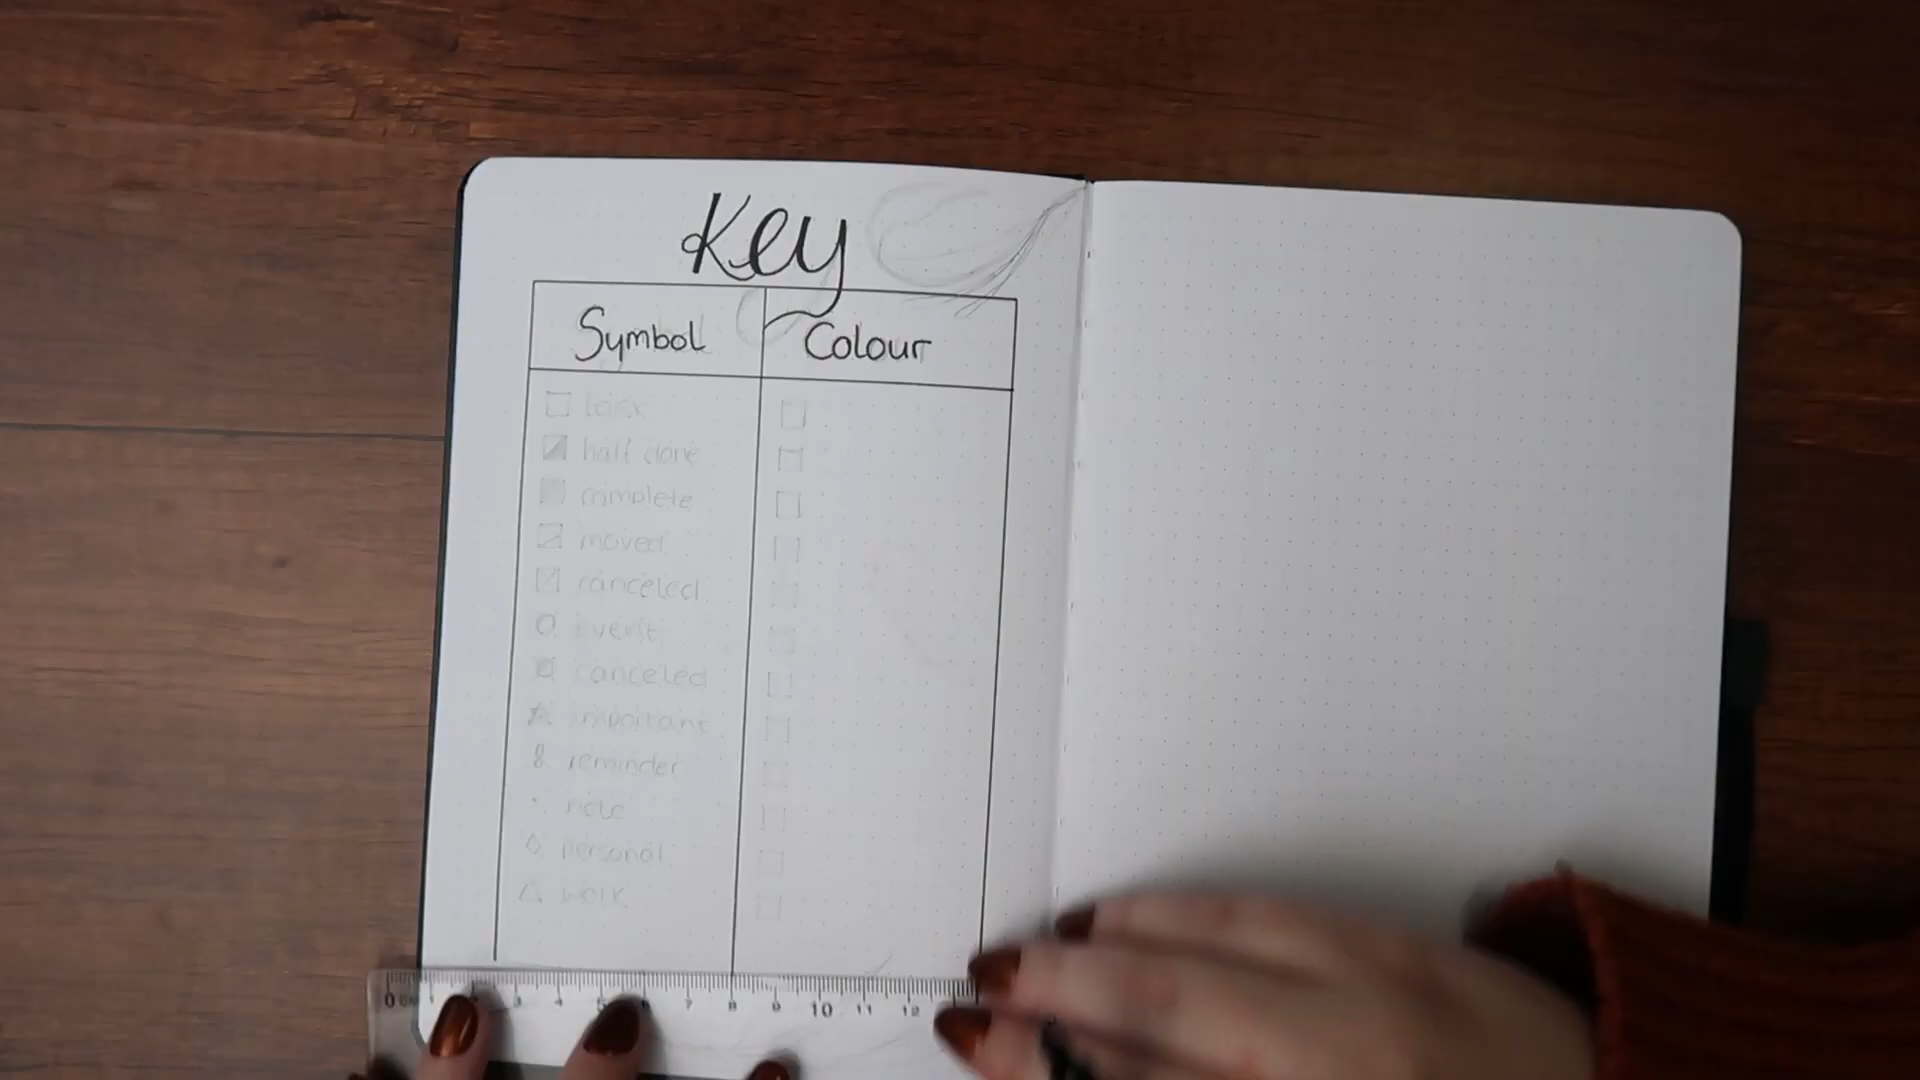 Key
Symbol Colour
task
half done
complete
moved
canceled
event
canceled
important
reminder
note
personal
work
0 1 2 3 4 5 6 7 8 9 10 11 12